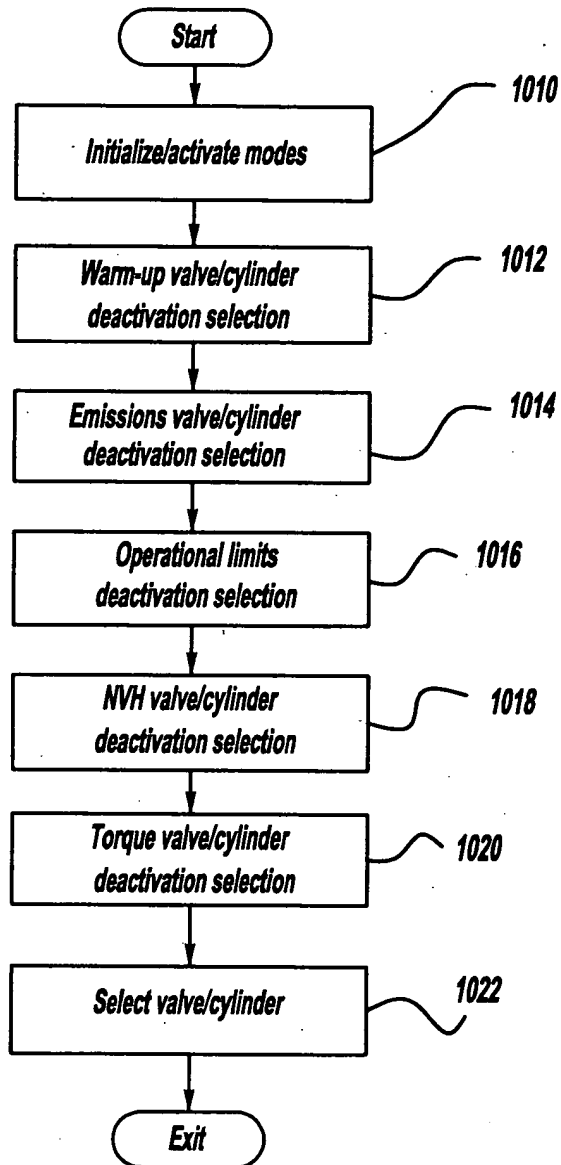 Start
Initialize/activate modes
1010
Warm-up valve/cylinder
deactivation selection
1012
Emissions valve/cylinder
deactivation selection
1014
Operational limits
deactivation selection
1016
NVH valve/cylinder
deactivation selection
1018
Torque valve/cylinder
deactivation selection
1020
Select valve/cylinder
1022
Exit